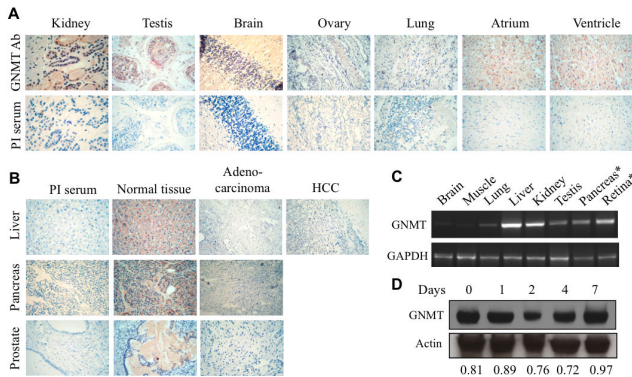 A
Kidney Testis Brain Ovary Lung Atrium Ventricle
GNMT Ab
PI serum
B
PI serum Normal tissue Adeno-
carcinoma HCC
Liver
Pancreas
Prostate
C
Brain Muscle Lung Liver Kidney Testis Pancreas* Retina*
GNMT
GAPDH
D
Days 0 1 2 4 7
GNMT
Actin
0.81 0.89 0.76 0.72 0.97